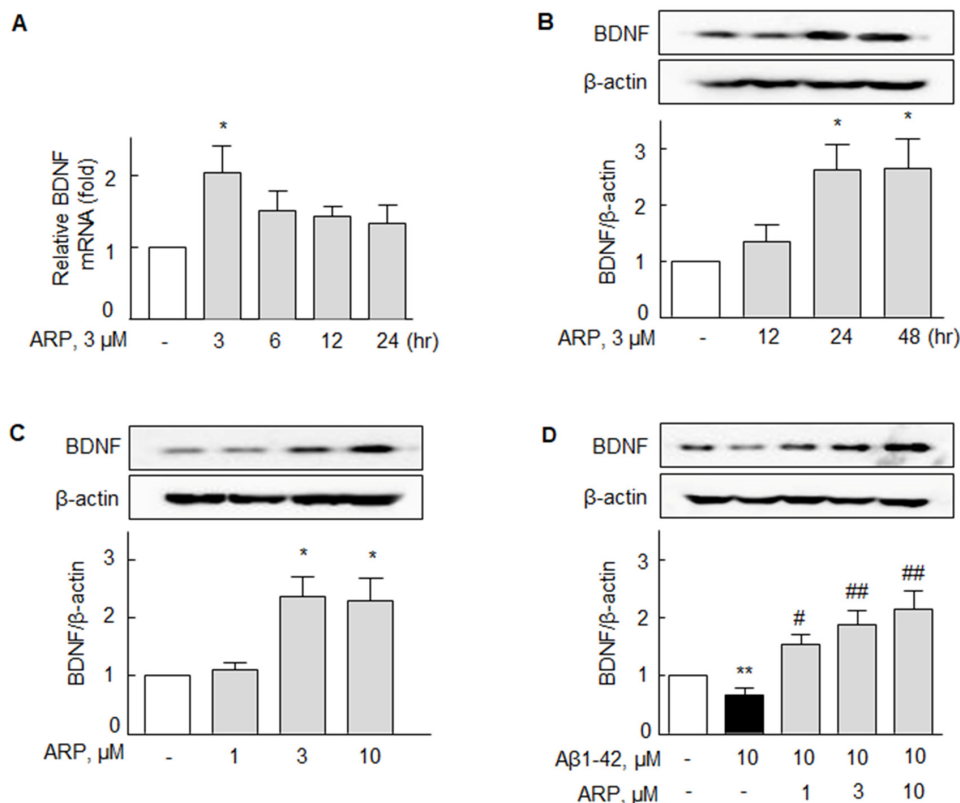 A
Relative BDNF
mRNA (fold)
2
1
0
*
ARP, 3 μM - 3 6 12 24 (hr)
B
BDNF
β-actin
BDNF/β-actin
3
2
1
0
* *
ARP, 3 μM - 12 24 48 (hr)
C
BDNF
β-actin
BDNF/β-actin
3
2
1
0
* *
ARP, μM - 1 3 10
D
BDNF
β-actin
BDNF/β-actin
3
2
1
0
** # ## ##
Aβ1-42, μM - 10 10 10 10
ARP, μM - - 1 3 10